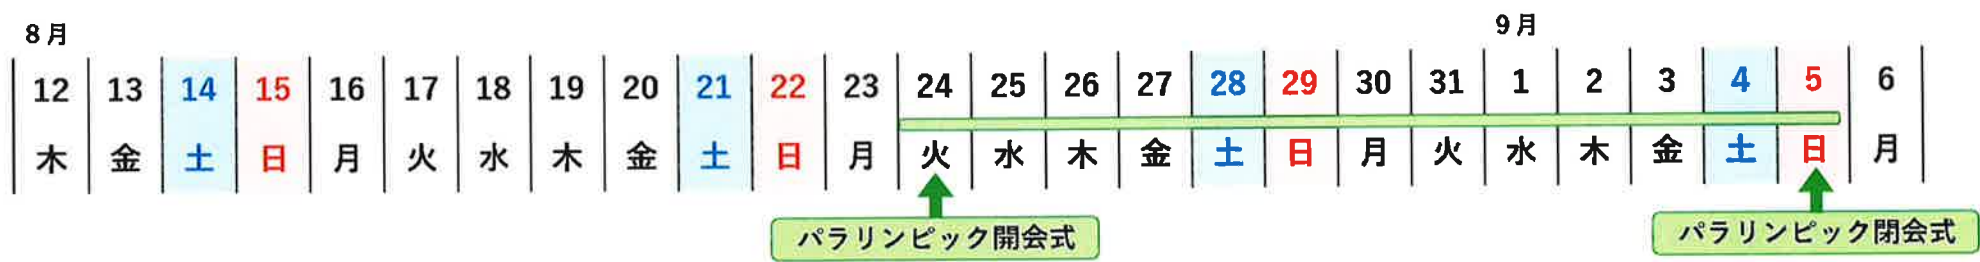 8月 9月
12 13 14 15 16 17 18 19 20 21 22 23 24 25 26 27 28 29 30 31 1 2 3 4 5 6
木 金 土 日 月 火 水 木 金 土 日 月 火 水 木 金 土 日 月 火 水 木 金 土 日 月
パラリンピック開会式 パラリンピック閉会式